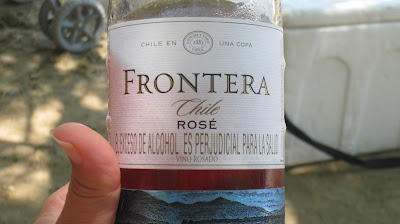 CHILE EN UNA COPA
FRONTERA
Chile
ROSÉ
EL EXCESO DE ALCOHOL ES PERJUDICIAL PARA LA SALUD
VINO ROSADO